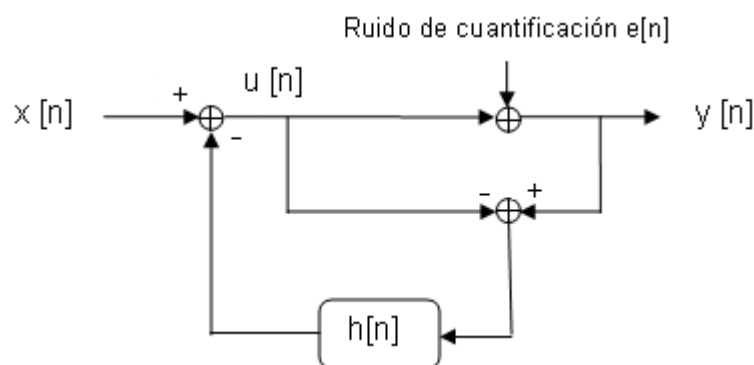 Ruido de cuantificación e[n]
+
u [n]
x [n]
y [n]
-
-
+
h[n]